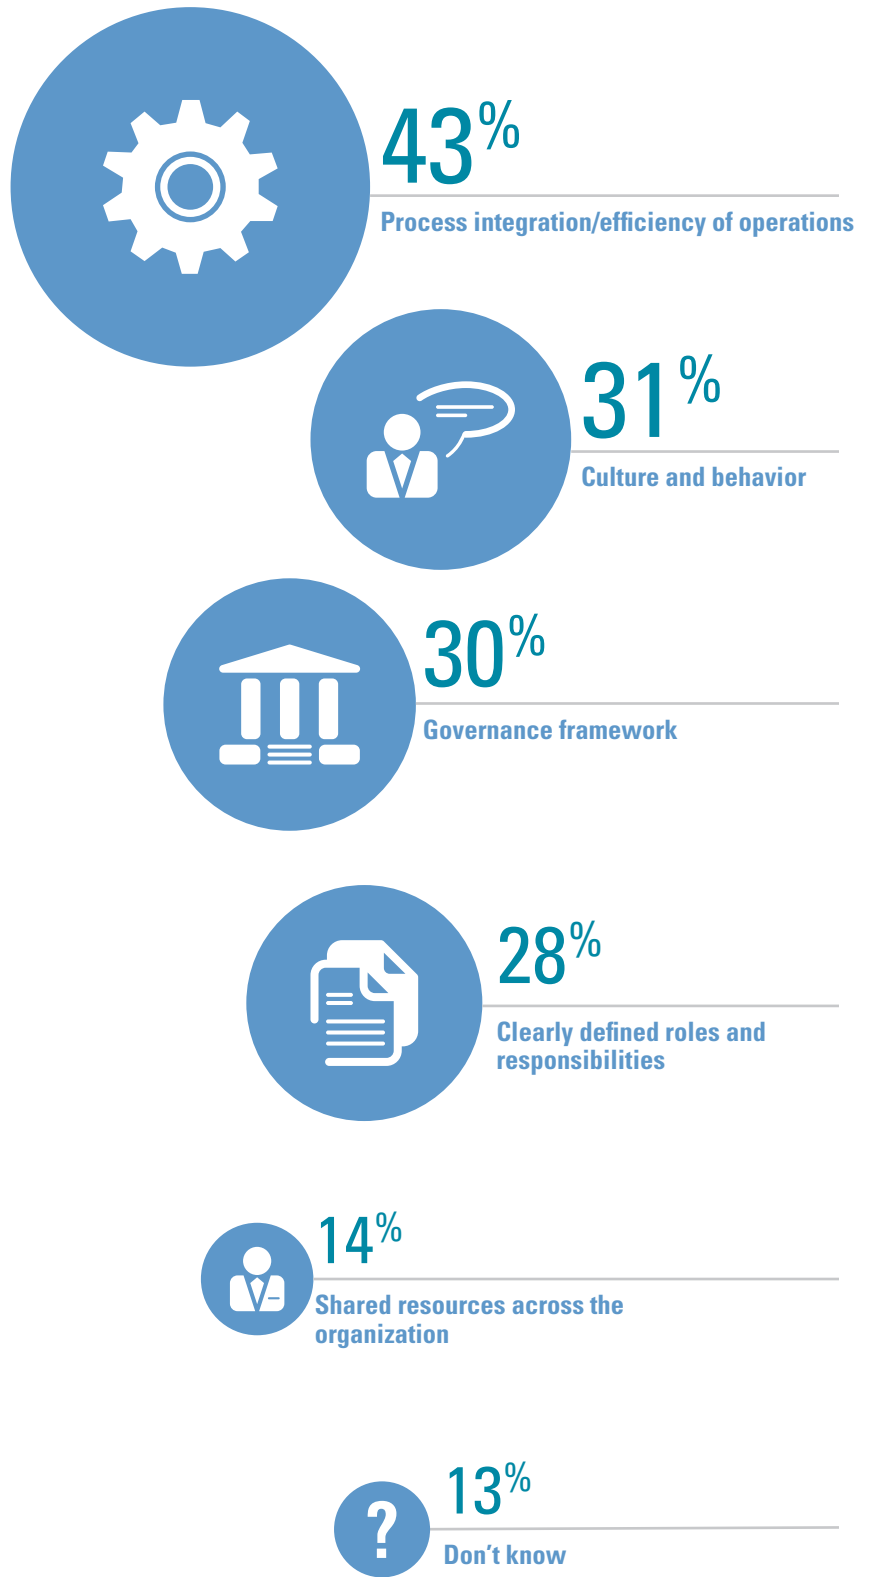 43%
Process integration/efficiency of operations
31%
Culture and behavior
30%
Governance framework
28%
Clearly defined roles and
responsibilities
14%
Shared resources across the
organization
?
13%
Don't know